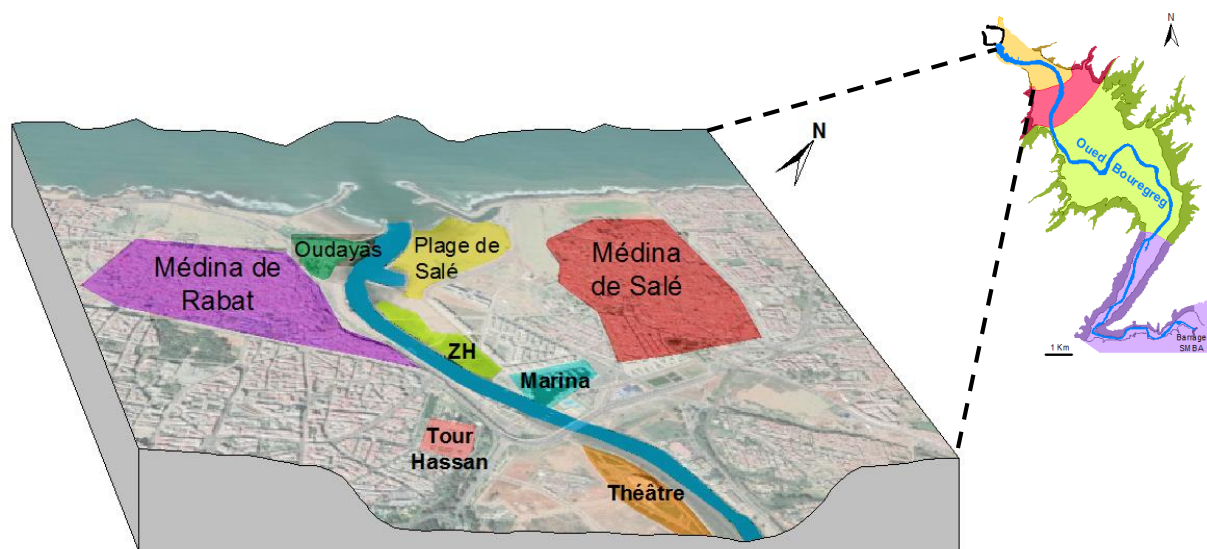 N
Oued
Bouregreg
Barrage
SMBA
1 Km
N
Oudayas
Plage de
Salé
Médina de
Rabat
Médina
de Salé
ZH
Marina
Tour
Hassan
Théâtre